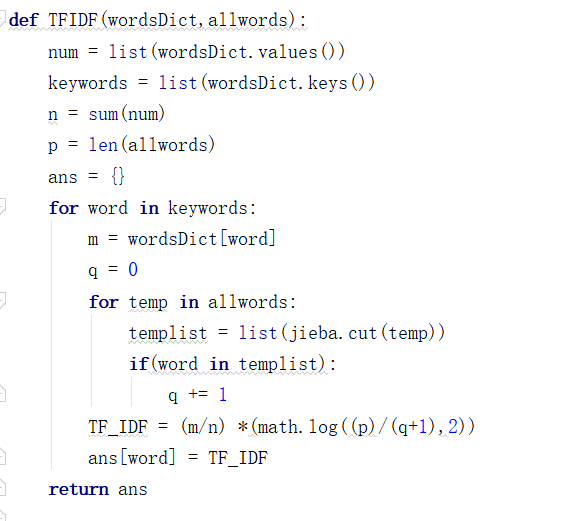 def TFIDF(wordsDict,allwords):
    num = list(wordsDict.values())
    keywords = list(wordsDict.keys())
    n = sum(num)
    p = len(allwords)
    ans = {}
    for word in keywords:
        m = wordsDict[word]
        q = 0
        for temp in allwords:
            templist = list(jieba.cut(temp))
            if(word in templist):
                q += 1
        TF_IDF = (m/n) *(math.log((p)/(q+1),2))
        ans[word] = TF_IDF
    return ans